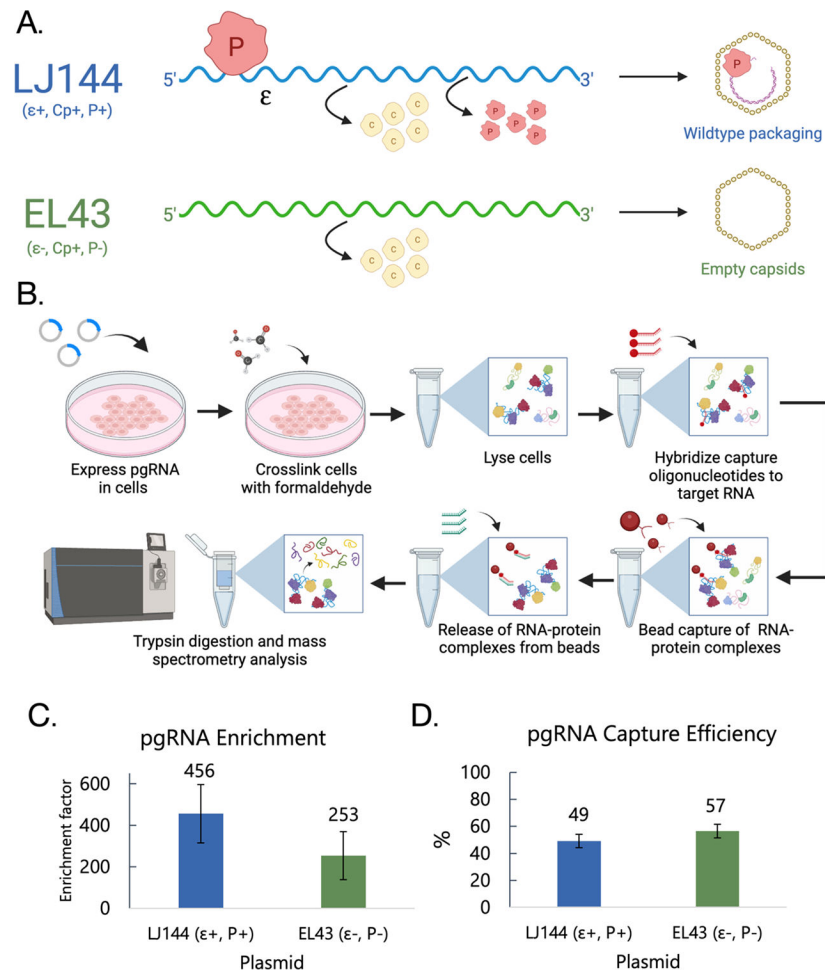 A.
LJ144
(ε+, Cp+, P+)
P
5'
3'
ε
C
C
C
C
C
P
P
P
P
P
P
Wildtype packaging
EL43
(ε-, Cp+, P-)
5'
3'
C
C
C
C
C
Empty capsids
B.
Express pgRNA
in cells
Crosslink cells
with formaldehyde
Lyse cells
Hybridize capture
oligonucleotides to
target RNA
Trypsin digestion and mass
spectrometry analysis
Release of RNA-protein
complexes from beads
Bead capture of RNA-
protein complexes
C.
pgRNA Enrichment
Enrichment factor
600
400
200
0
456
253
LJ144 (ε+, P+)
EL43 (ε-, P-)
Plasmid
D.
pgRNA Capture Efficiency
%
100
80
60
40
20
0
49
57
LJ144 (ε+, P+)
EL43 (ε-, P-)
Plasmid